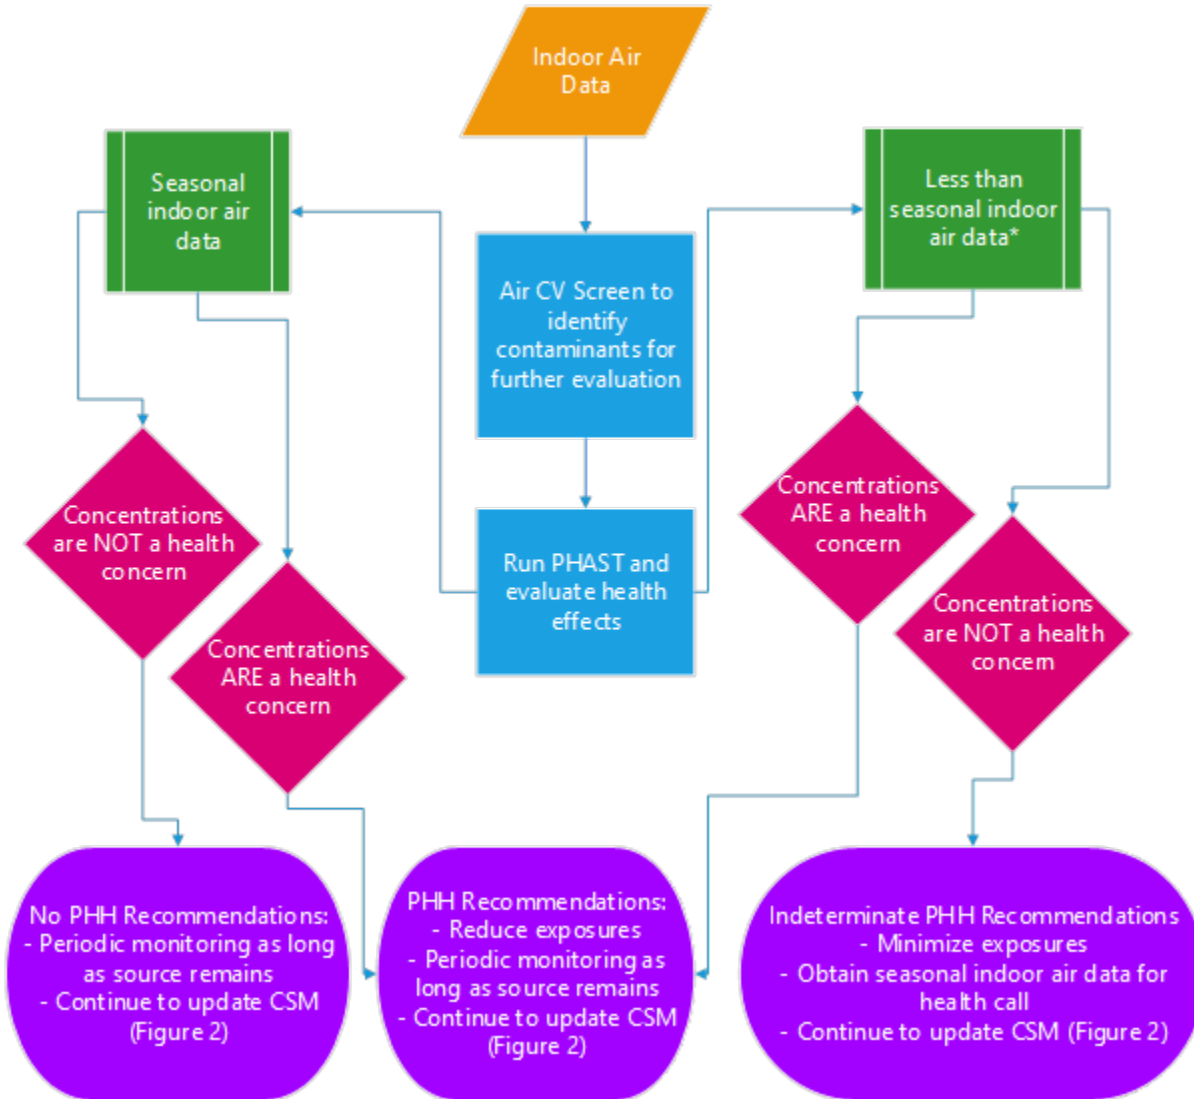 Indoor Air
Data
Seasonal
indoor air
data
Less than
seasonal indoor
air data*
Air CV Screen to
identify
contaminants for
further evaluation
Run PHAST and
evaluate health
effects
Concentrations
are NOT a health
concern
Concentrations
ARE a health
concern
Concentrations
ARE a health
concern
Concentrations
are NOT a health
concern
No PHH Recommendations:
- Periodic monitoring as long
as source remains
- Continue to update CSM
(Figure 2)
PHH Recommendations:
- Reduce exposures
- Periodic monitoring as
long as source remains
- Continue to update CSM
(Figure 2)
Indeterminate PHH Recommendations
- Minimize exposures
- Obtain seasonal indoor air data for
health call
- Continue to update CSM (Figure 2)